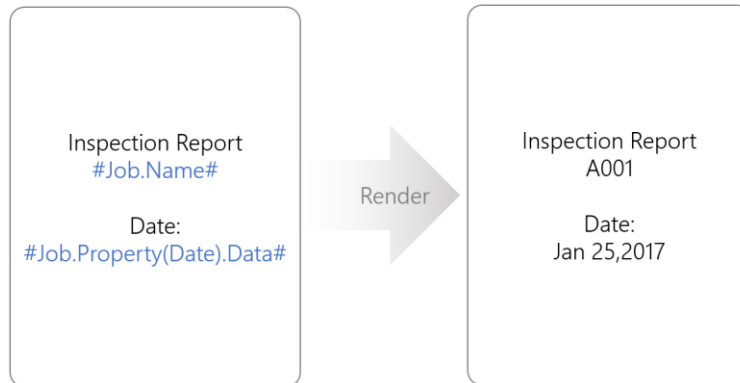 Inspection Report
#Job.Name#
Date:
#Job.Property(Date).Data#
Render
Inspection Report
A001
Date:
Jan 25,2017